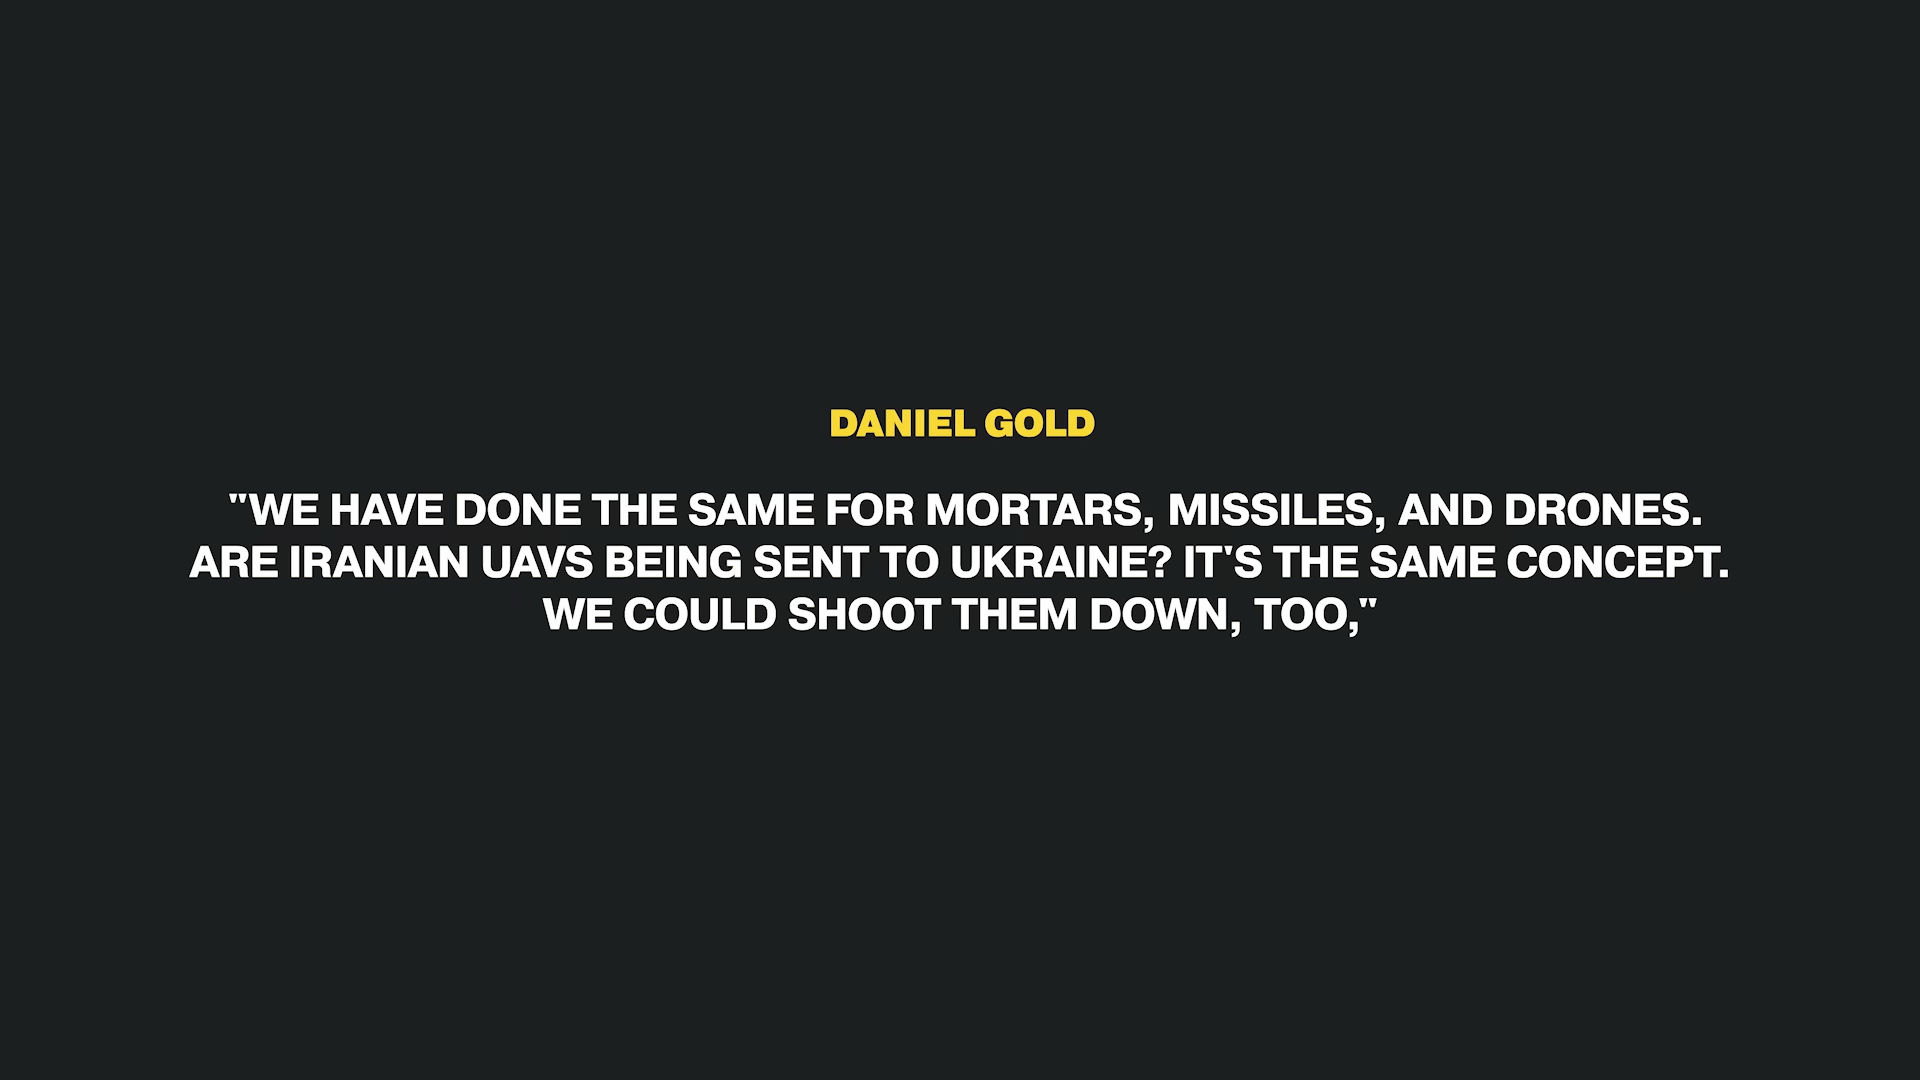 DANIEL GOLD
"WE HAVE DONE THE SAME FOR MORTARS, MISSILES, AND DRONES.
ARE IRANIAN UAVS BEING SENT TO UKRAINE? IT'S THE SAME CONCEPT.
WE COULD SHOOT THEM DOWN, TOO,"